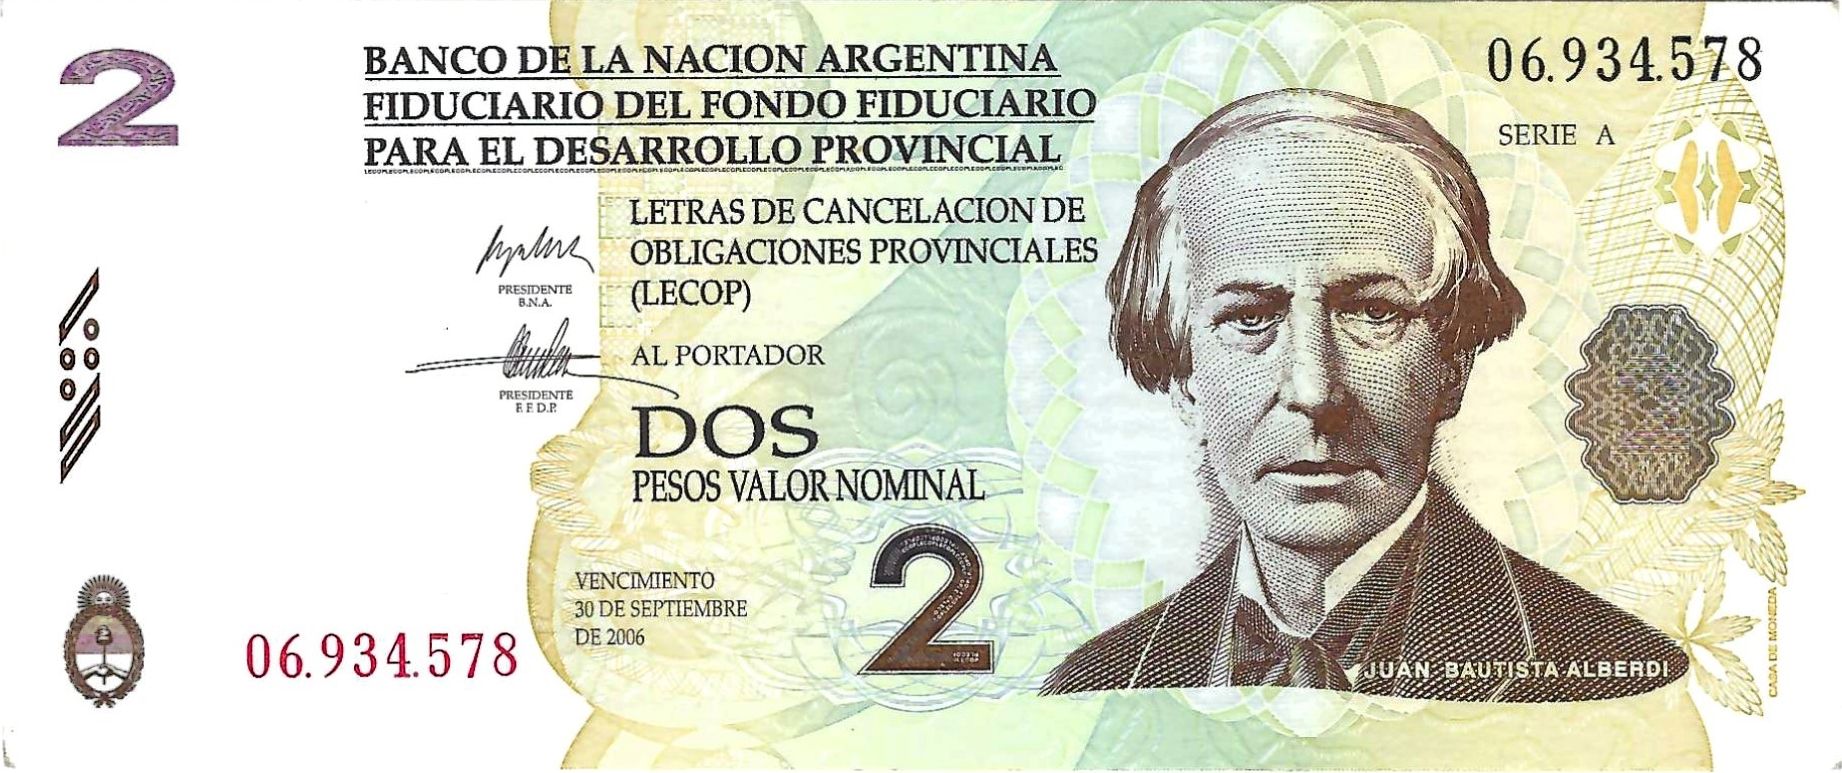 2
BANCO DE LA NACION ARGENTINA
FIDUCIARIO DEL FONDO FIDUCIARIO
PARA EL DESARROLLO PROVINCIAL
06.934.578
SERIE A
LETRAS DE CANCELACION DE
OBLIGACIONES PROVINCIALES
(LECOP)
PRESIDENTE
B.N.A.
AL PORTADOR
PRESIDENTE
F.F.D.P.
DOS
PESOS VALOR NOMINAL
2
VENCIMIENTO
30 DE SEPTIEMBRE
DE 2006
06.934.578
JUAN BAUTISTA ALBERDI
CASA DE MONEDA